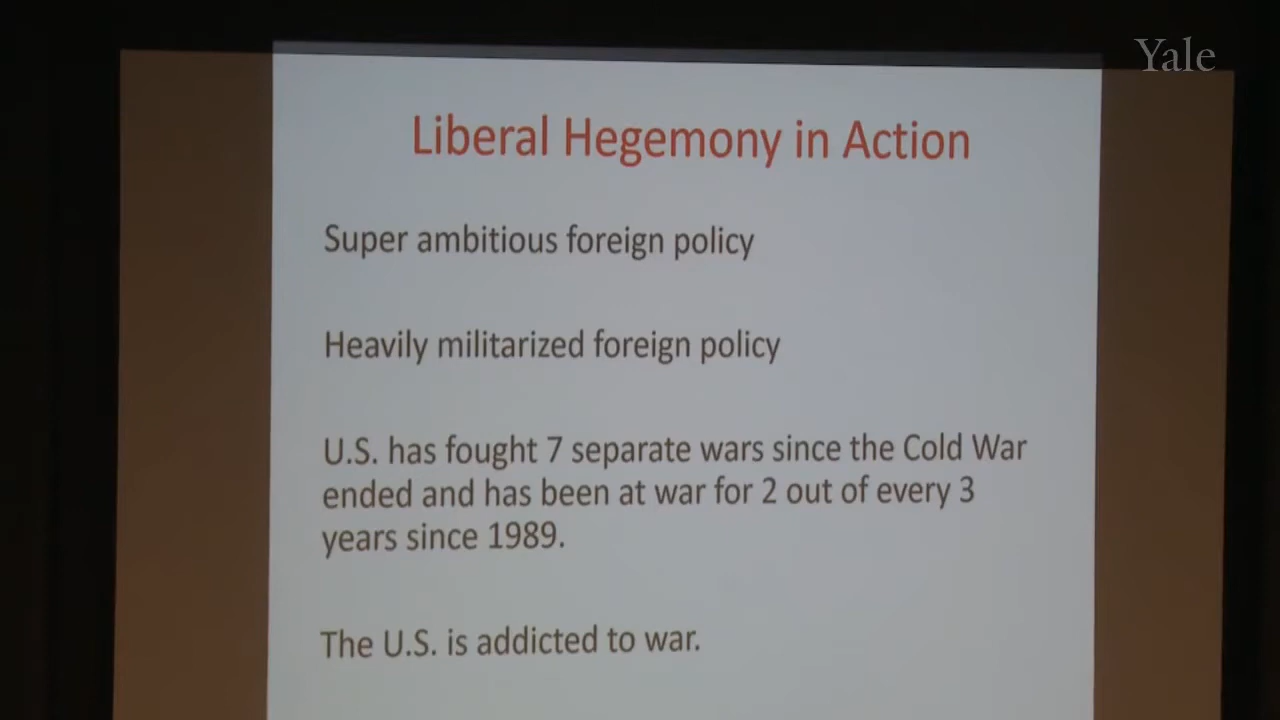 Yale
Liberal Hegemony in Action
Super ambitious foreign policy
Heavily militarized foreign policy
U.S. has fought 7 separate wars since the Cold War
ended and has been at war for 2 out of every 3
years since 1989.
The U.S. is addicted to war.